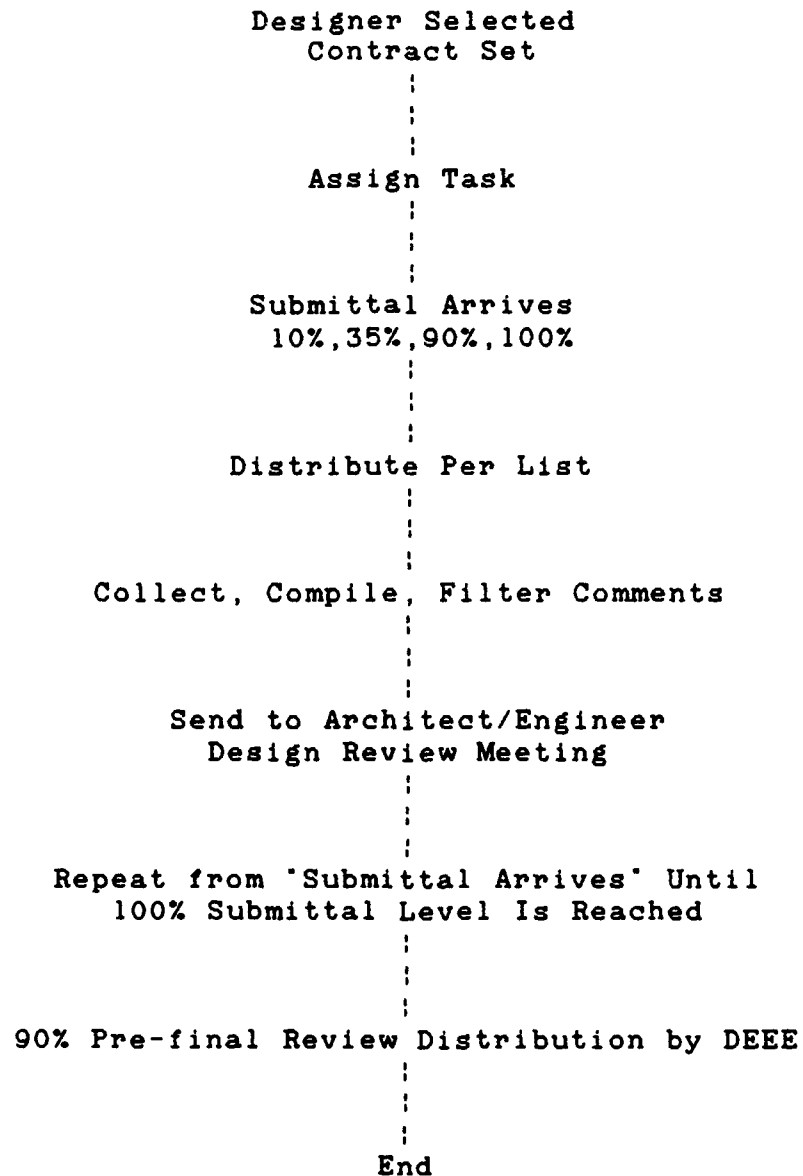 Designer Selected
Contract Set
Assign Task
Submittal Arrives
10%,35%,90%,100%
Distribute Per List
Collect, Compile, Filter Comments
Send to Architect/Engineer
Design Review Meeting
Repeat from "Submittal Arrives" Until
100% Submittal Level Is Reached
90% Pre-final Review Distribution by DEEE
End